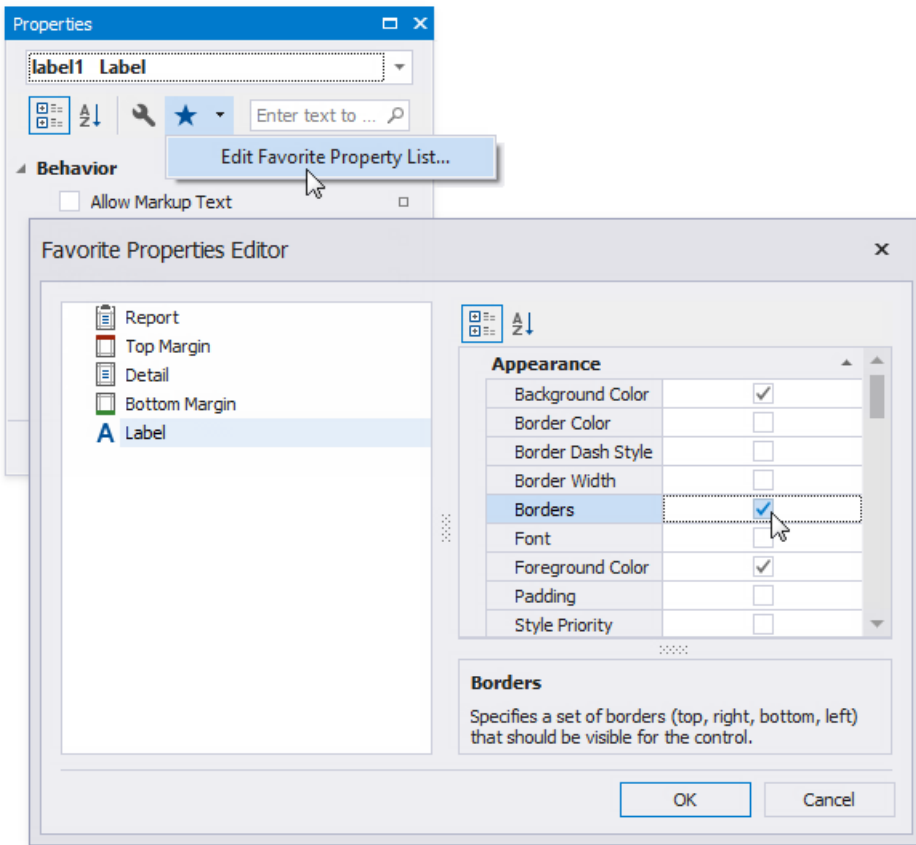 Properties
label1 Label
Enter text to ...
Edit Favorite Property List...
Behavior
Allow Markup Text
Favorite Properties Editor
Report
Top Margin
Detail
Bottom Margin
A Label
Appearance
Background Color
Border Color
Border Dash Style
Border Width
Borders
Font
Foreground Color
Padding
Style Priority
Borders
Specifies a set of borders (top, right, bottom, left)
that should be visible for the control.
OK
Cancel